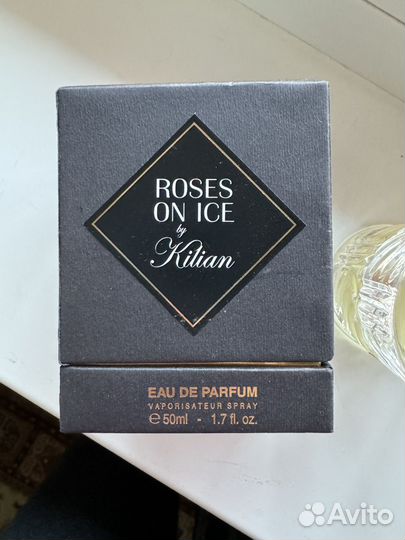 ROSES
ON ICE
by
Kilian
EAU DE PARFUM
VAPORISATEUR SPRAY
℮ 50ml - 1.7 fl. oz.
Avito